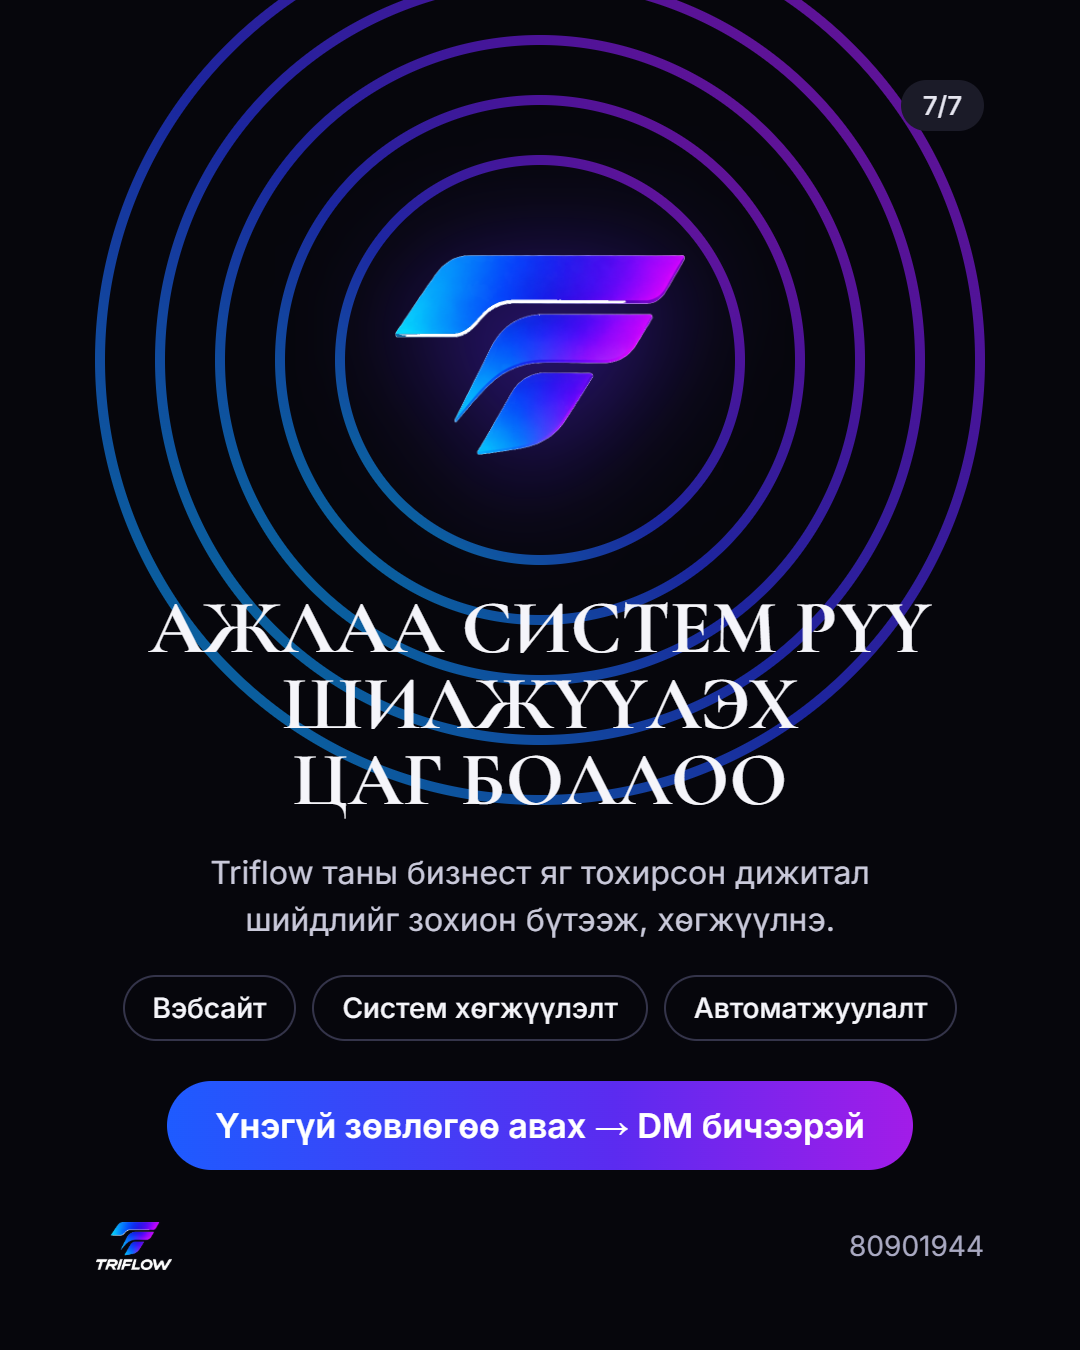 7/7
АЖЛАА СИСТЕМ РҮҮ
ШИЛЖҮҮЛЭХ
ЦАГ БОЛЛОО
Triflow таны бизнест яг тохирсон дижитал
шийдлийг зохион бүтээж, хөгжүүлнэ.
Вэбсайт
Систем хөгжүүлэлт
Автоматжуулалт
Үнэгүй зөвлөгөө авах → DM бичээрэй
TRIFLOW
80901944